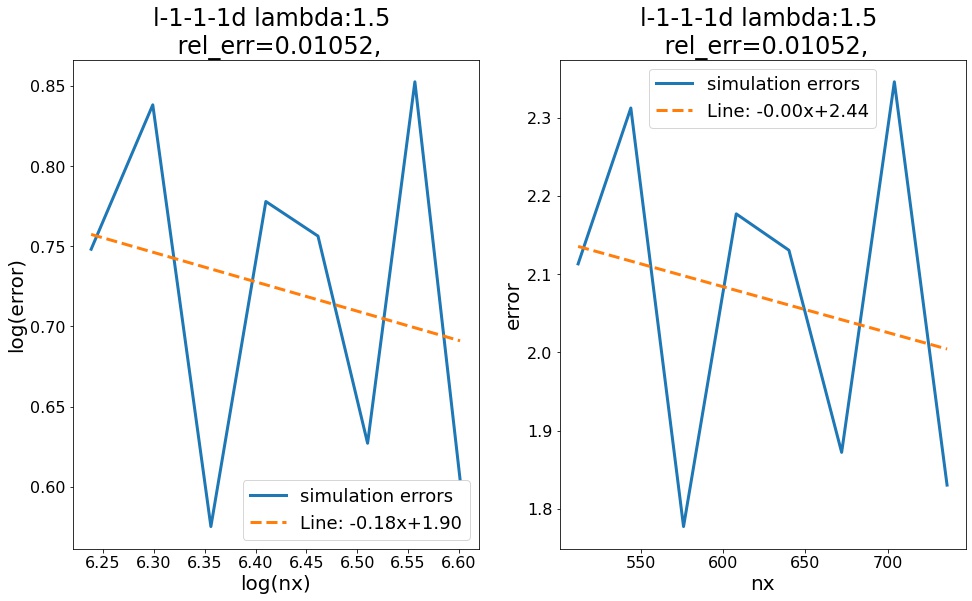 l-1-1-1d lambda:1.5
rel_err=0.01052,
0.85
0.80
0.75
0.70
0.65
0.60
log(error)
simulation errors
Line: -0.18x+1.90
6.25 6.30 6.35 6.40 6.45 6.50 6.55 6.60
log(nx)
l-1-1-1d lambda:1.5
rel_err=0.01052,
simulation errors
Line: -0.00x+2.44
2.3
2.2
2.1
2.0
1.9
1.8
error
550 600 650 700
nx